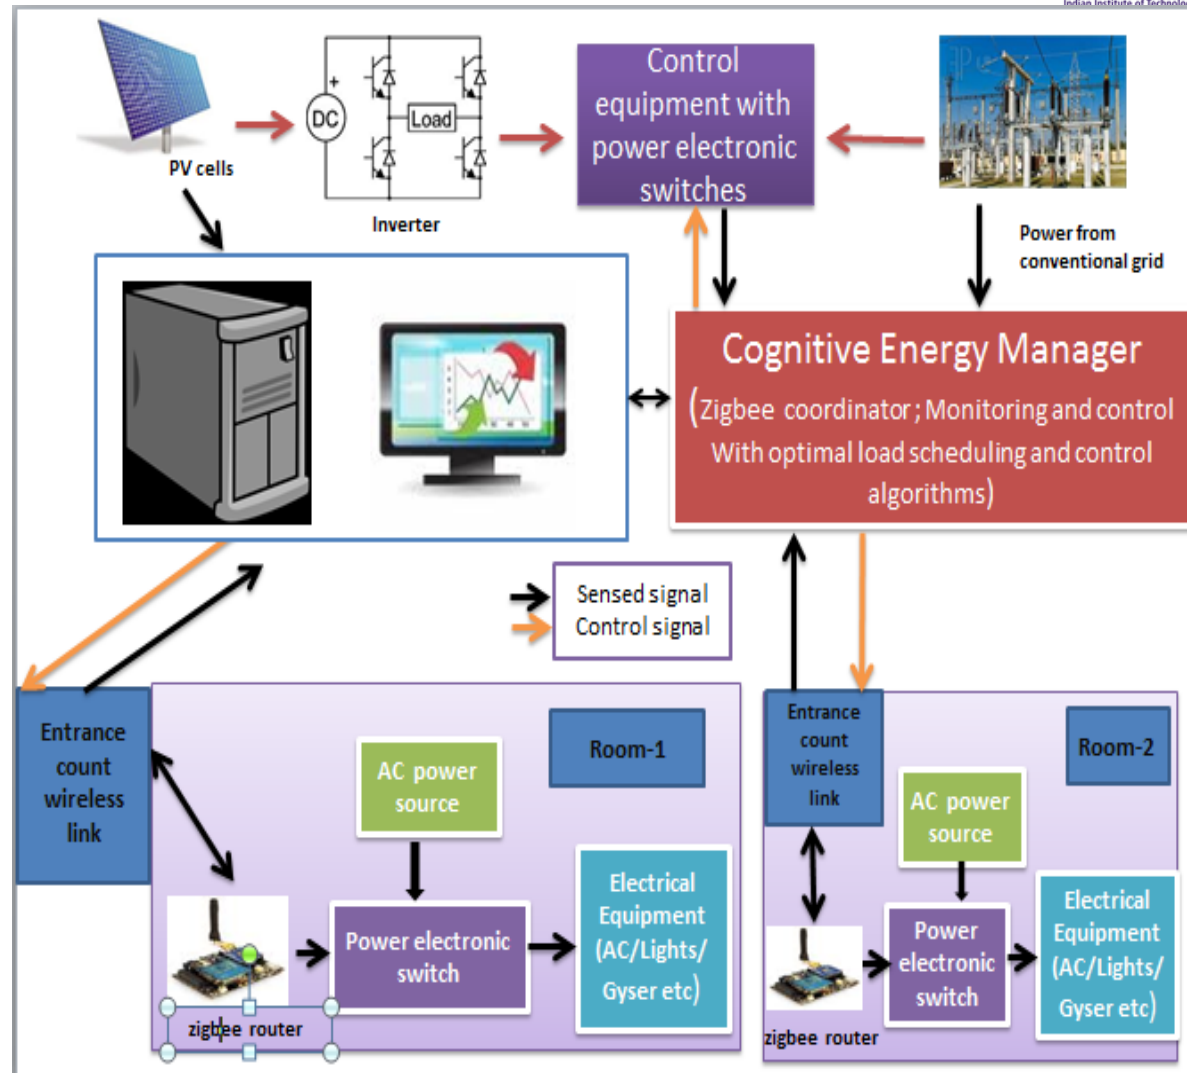 Indian Institute of Technolo
PV cells
+
DC
Load
Inverter
Control
equipment with
power electronic
switches
Power from
conventional grid
Cognitive Energy Manager
(Zigbee coordinator; Monitoring and control
With optimal load scheduling and control
algorithms)
Sensed signal
Control signal
Entrance
count
wireless
link
Room-1
AC power
source
Electrical
Equipment
(AC/Lights/
Gyser etc)
Power electronic
switch
zigbee router
Entrance
count
wireless
link
Room-2
AC power
source
Electrical
Equipment
(AC/Lights/
Gyser etc)
Power
electronic
switch
zigbee router